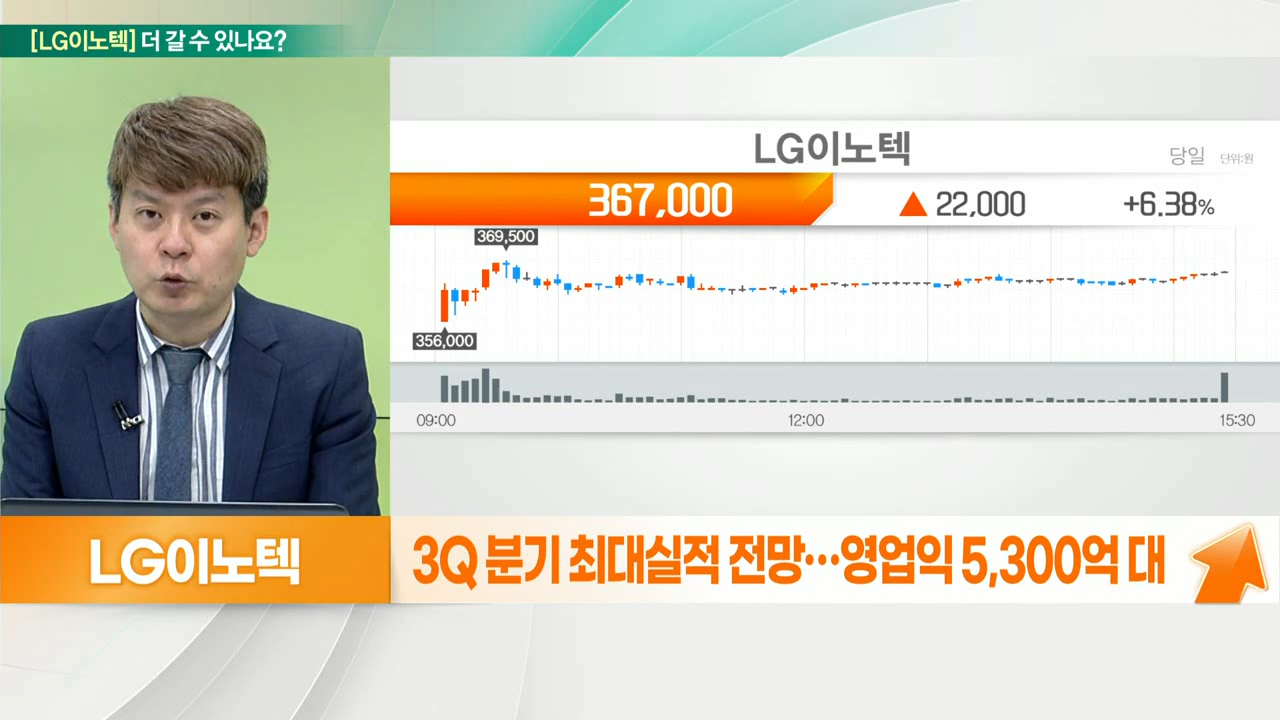 [LG이노텍] 더 갈 수 있나요?
LG이노텍
당일 단위:원
367,000 ▲ 22,000 +6.38%
369,500
356,000
09:00 12:00 15:30
LG이노텍
3Q 분기 최대실적 전망…영업익 5,300억 대